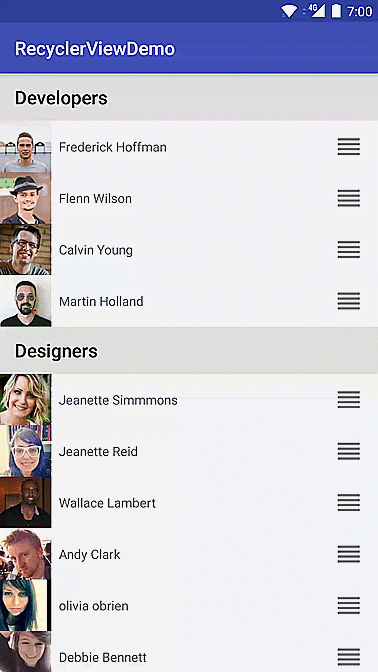 4G 7:00
RecyclerViewDemo
Developers
Frederick Hoffman
Flenn Wilson
Calvin Young
Martin Holland
Designers
Jeanette Simmmons
Jeanette Reid
Wallace Lambert
Andy Clark
olivia obrien
Debbie Bennett